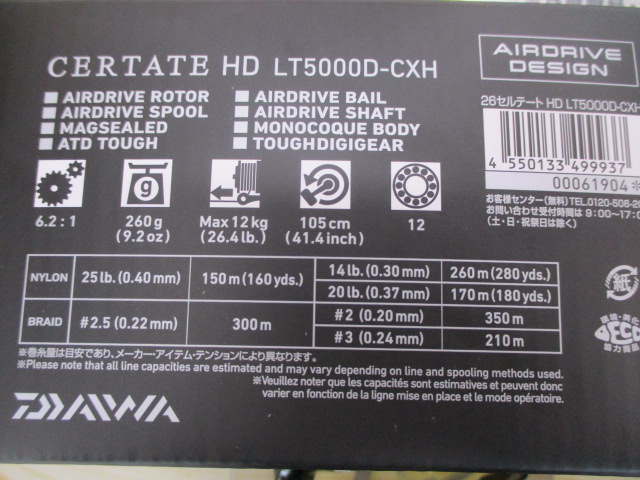 CERTATE HD LT5000D-CXH
AIRDRIVE DESIGN
AIRDRIVE ROTOR
AIRDRIVE SPOOL
MAGSEALED
ATD TOUGH
AIRDRIVE BAIL
AIRDRIVE SHAFT
MONOCOQUE BODY
TOUGHDIGIGEAR
26セルテート HD LT5000D-CXH
4 550133 499937
00061904*
お客様センター(無料)TEL.0120-506-20
お問い合わせ受付時間は 9:00~17:0
(土・日・祝祭日は除く)
g
6.2:1
260g
(9.2oz)
Max 12kg
(26.4lb.)
105cm
(41.4inch)
12
NYLON 25lb.(0.40mm) 150m(160yds.) 14lb.(0.30mm) 260m(280yds.)
20lb.(0.37mm) 170m(180yds.)
BRAID #2.5(0.22mm) 300m #2(0.20mm) 350m
#3(0.24mm) 210m
※巻糸量は目安であり、メーカー・アイテム・テンションにより異なります。
※Please note that all line capacities are estimated and may vary depending on line and spooling methods used.
※Veuillez noter que les capacités sont estimatives et peuvent donc
varier en fonction de la ligne mise en place et le mode opératoire.
紙
DAIWA